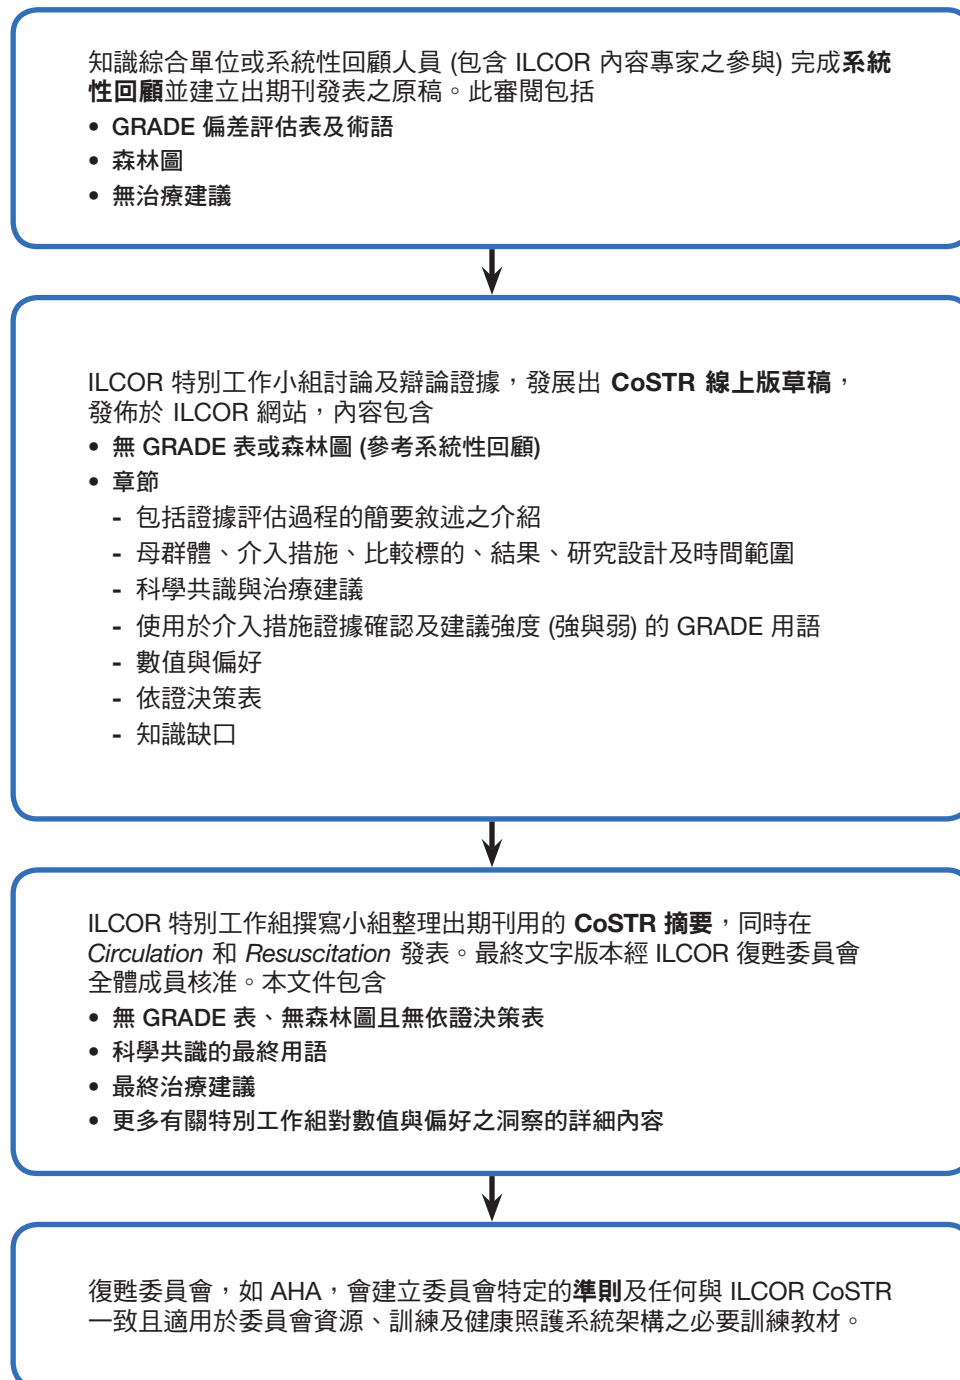 知識綜合單位或系統性回顧人員 (包含 ILCOR 內容專家之參與) 完成系統
性回顧並建立出期刊發表之原稿。此審閱包括
• GRADE 偏差評估表及術語
• 森林圖
• 無治療建議
ILCOR 特別工作小組討論及辯論證據，發展出 CoSTR 線上版草稿，
發佈於 ILCOR 網站，內容包含
• 無 GRADE 表或森林圖 (參考系統性回顧)
• 章節
- 包括證據評估過程的簡要敘述之介紹
- 母群體、介入措施、比較標的、結果、研究設計及時間範圍
- 科學共識與治療建議
- 使用於介入措施證據確認及建議強度 (強與弱) 的 GRADE 用語
- 數值與偏好
- 依證決策表
- 知識缺口
ILCOR 特別工作組撰寫小組整理出期刊用的 CoSTR 摘要，同時在
Circulation 和 Resuscitation 發表。最終文字版本經 ILCOR 復甦委員會
全體成員核准。本文件包含
• 無 GRADE 表、無森林圖且無依證決策表
• 科學共識的最終用語
• 最終治療建議
• 更多有關特別工作組對數值與偏好之洞察的詳細內容
復甦委員會，如 AHA，會建立委員會特定的準則及任何與 ILCOR CoSTR
一致且適用於委員會資源、訓練及健康照護系統架構之必要訓練教材。